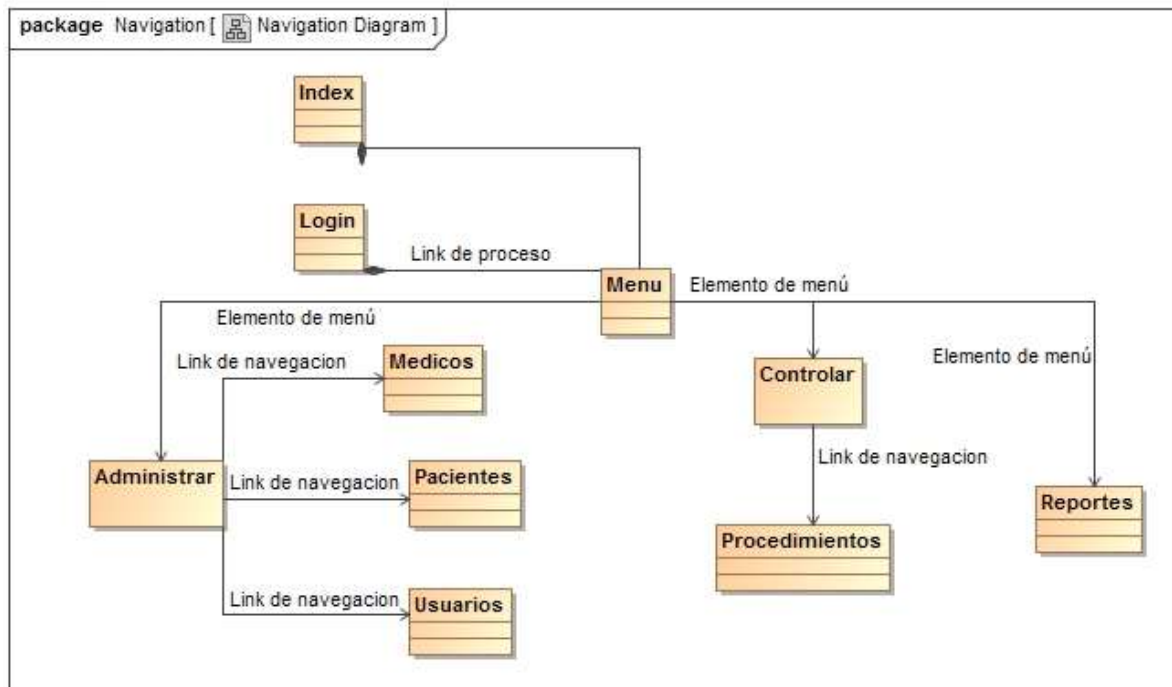 package Navigation [ Navigation Diagram ]
Index
Login
Link de proceso
Menu
Elemento de menú
Elemento de menú
Link de navegacion
Medicos
Controlar
Elemento de menú
Administrar
Link de navegacion
Pacientes
Link de navegacion
Reportes
Procedimientos
Link de navegacion
Usuarios